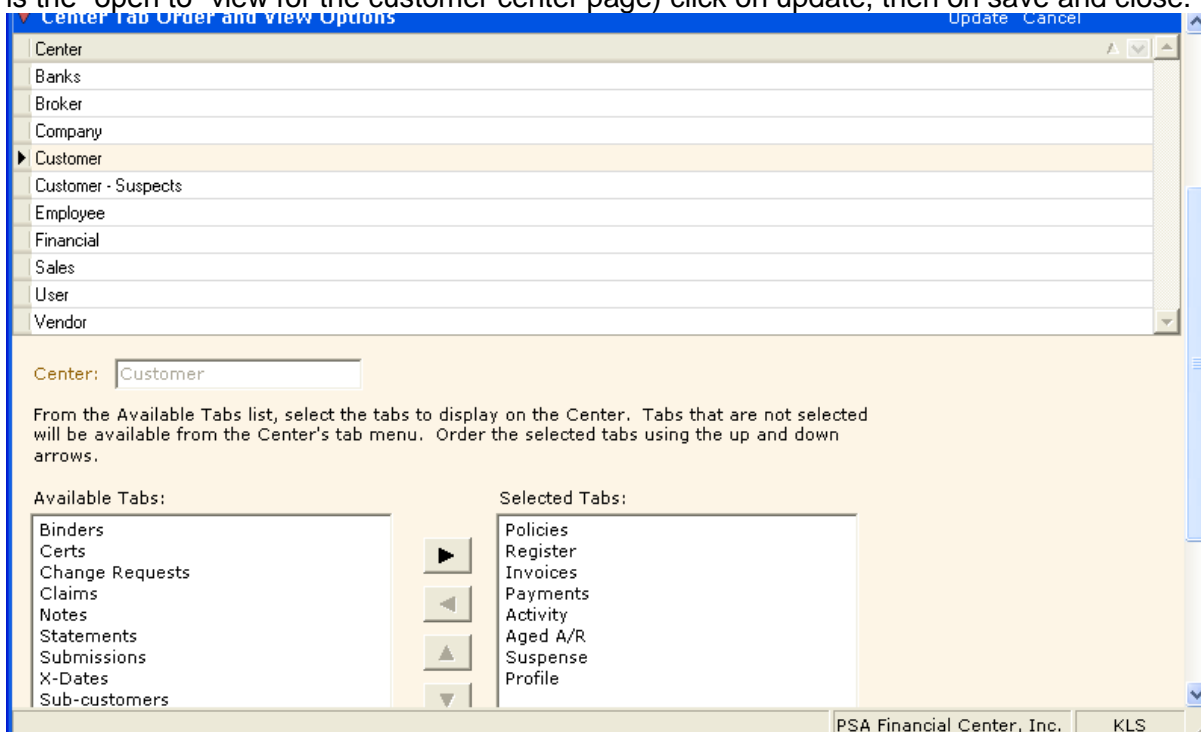 is the "open to" view for the customer center page) click on update, then on save and close.
Center Tab Order and View Options Update Cancel
Center
Banks
Broker
Company
Customer
Customer - Suspects
Employee
Financial
Sales
User
Vendor
Center: Customer
From the Available Tabs list, select the tabs to display on the Center. Tabs that are not selected
will be available from the Center's tab menu. Order the selected tabs using the up and down
arrows.
Available Tabs: Selected Tabs:
Binders Policies
Certs Register
Change Requests Invoices
Claims Payments
Notes Activity
Statements Aged A/R
Submissions Suspense
X-Dates Profile
Sub-customers
PSA Financial Center, Inc. KLS